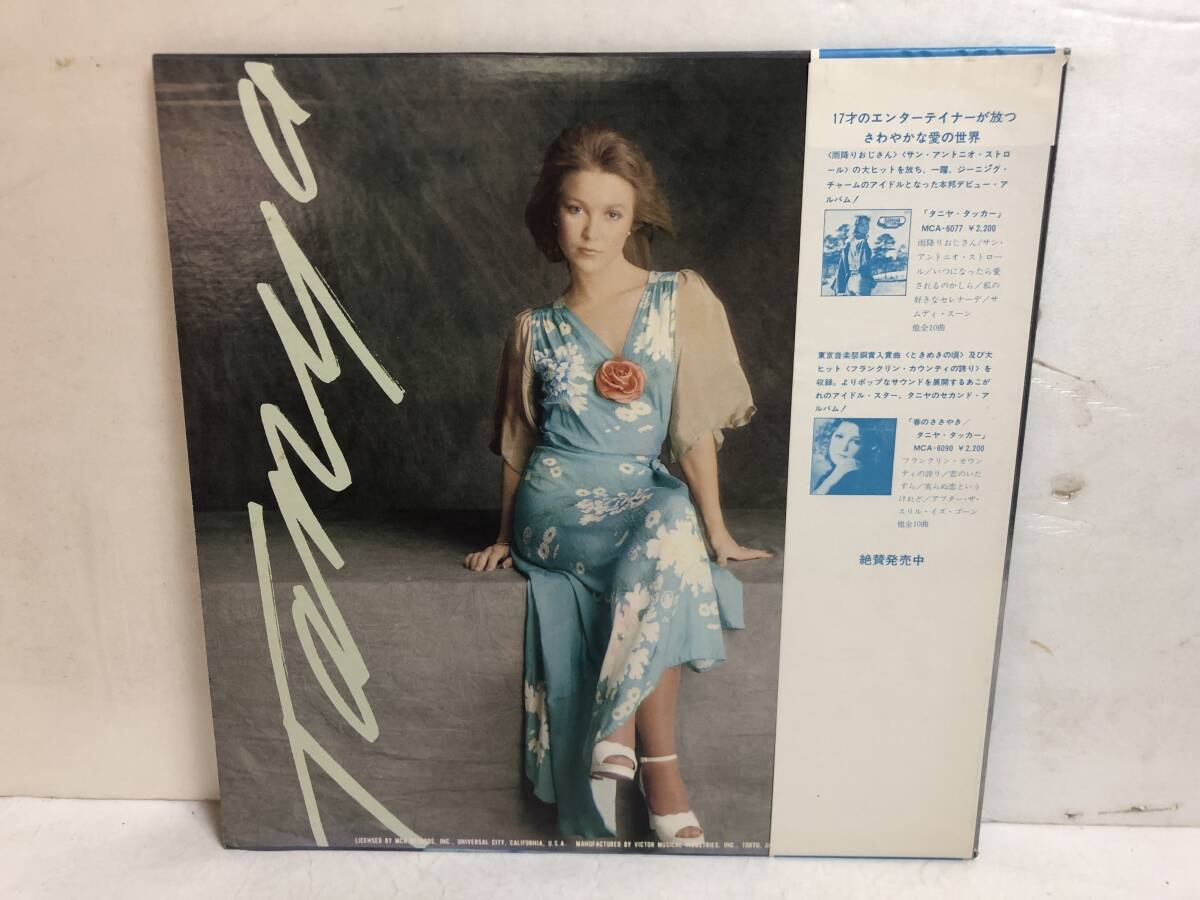 Tanya
17才のエンターテイナーが放つ
さわやかな愛の世界
〈雨降りおじさん〉〈サン・アントニオ・ストロ
ール〉の大ヒットを放ち、一躍、ジーニング・
チャームのアイドルとなった本邦デビュー・ア
ルバム!
「タニヤ・タッカー」
MCA-6077 ¥2,200
雨降りおじさん/サン・
アントニオ・ストロー
ル/いつになったら愛
されるのかしら/私の
好きなセレナーデ/サ
ムディ・スーン
他全10曲
東京音楽祭銅賞入賞曲〈ときめきの頃〉及び大
ヒット〈フランクリン・カウンティの誇り〉を
収録。よりポップなサウンドを展開するあこが
れのアイドル・スター、タニヤのセカンド・ア
ルバム!
「春のささやき/
タニヤ・タッカー」
MCA-6090 ¥2,200
フランクリン・カウン
ティの誇り/恋のいた
ずら/実らぬ恋という
けれど/アフター・ザ・
スリル・イズ・ゴーン
他全10曲
絶賛発売中
LICENSED BY MCA RECORDS, INC., UNIVERSAL CITY, CALIFORNIA, U.S.A. MANUFACTURED BY VICTOR MUSICAL INDUSTRIES, INC., TOKYO,